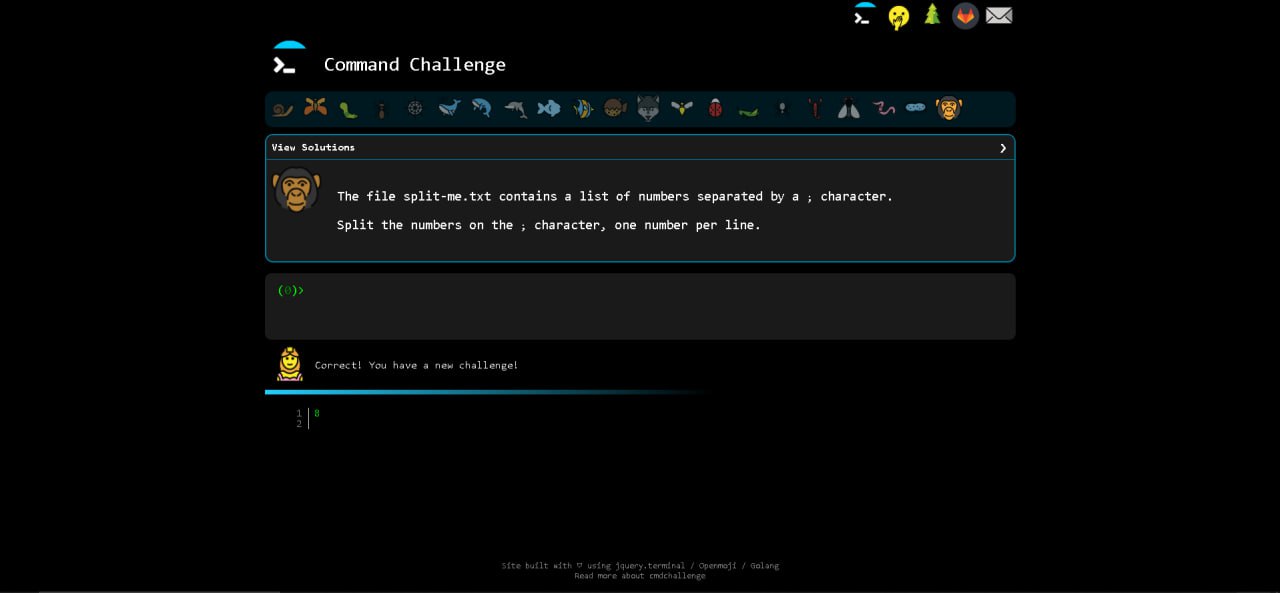 Command Challenge
View Solutions
The file split-me.txt contains a list of numbers separated by a ; character.
Split the numbers on the ; character, one number per line.
(0)>
Correct! You have a new challenge!
1 8
2
Site built with ♡ using jquery.terminal / Openmoji / Golang
Read more about cmdchallenge